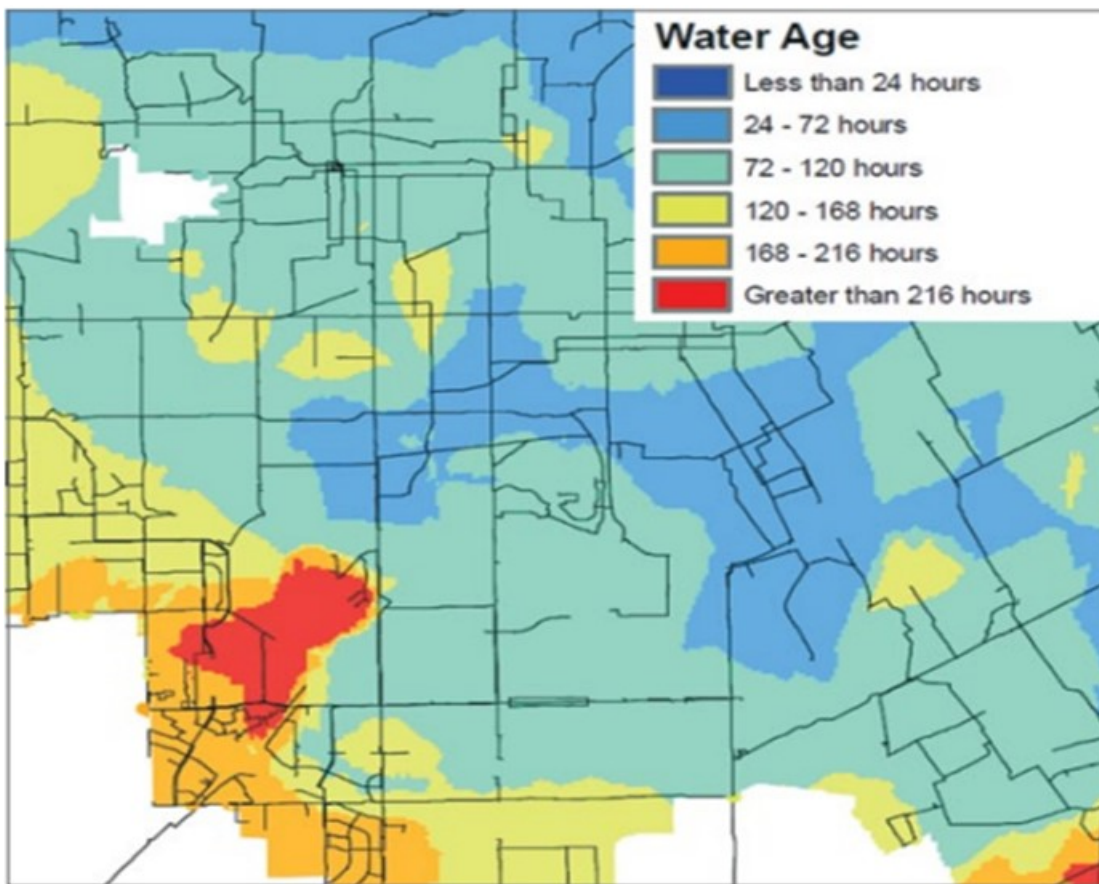 Water Age
Less than 24 hours
24 - 72 hours
72 - 120 hours
120 - 168 hours
168 - 216 hours
Greater than 216 hours